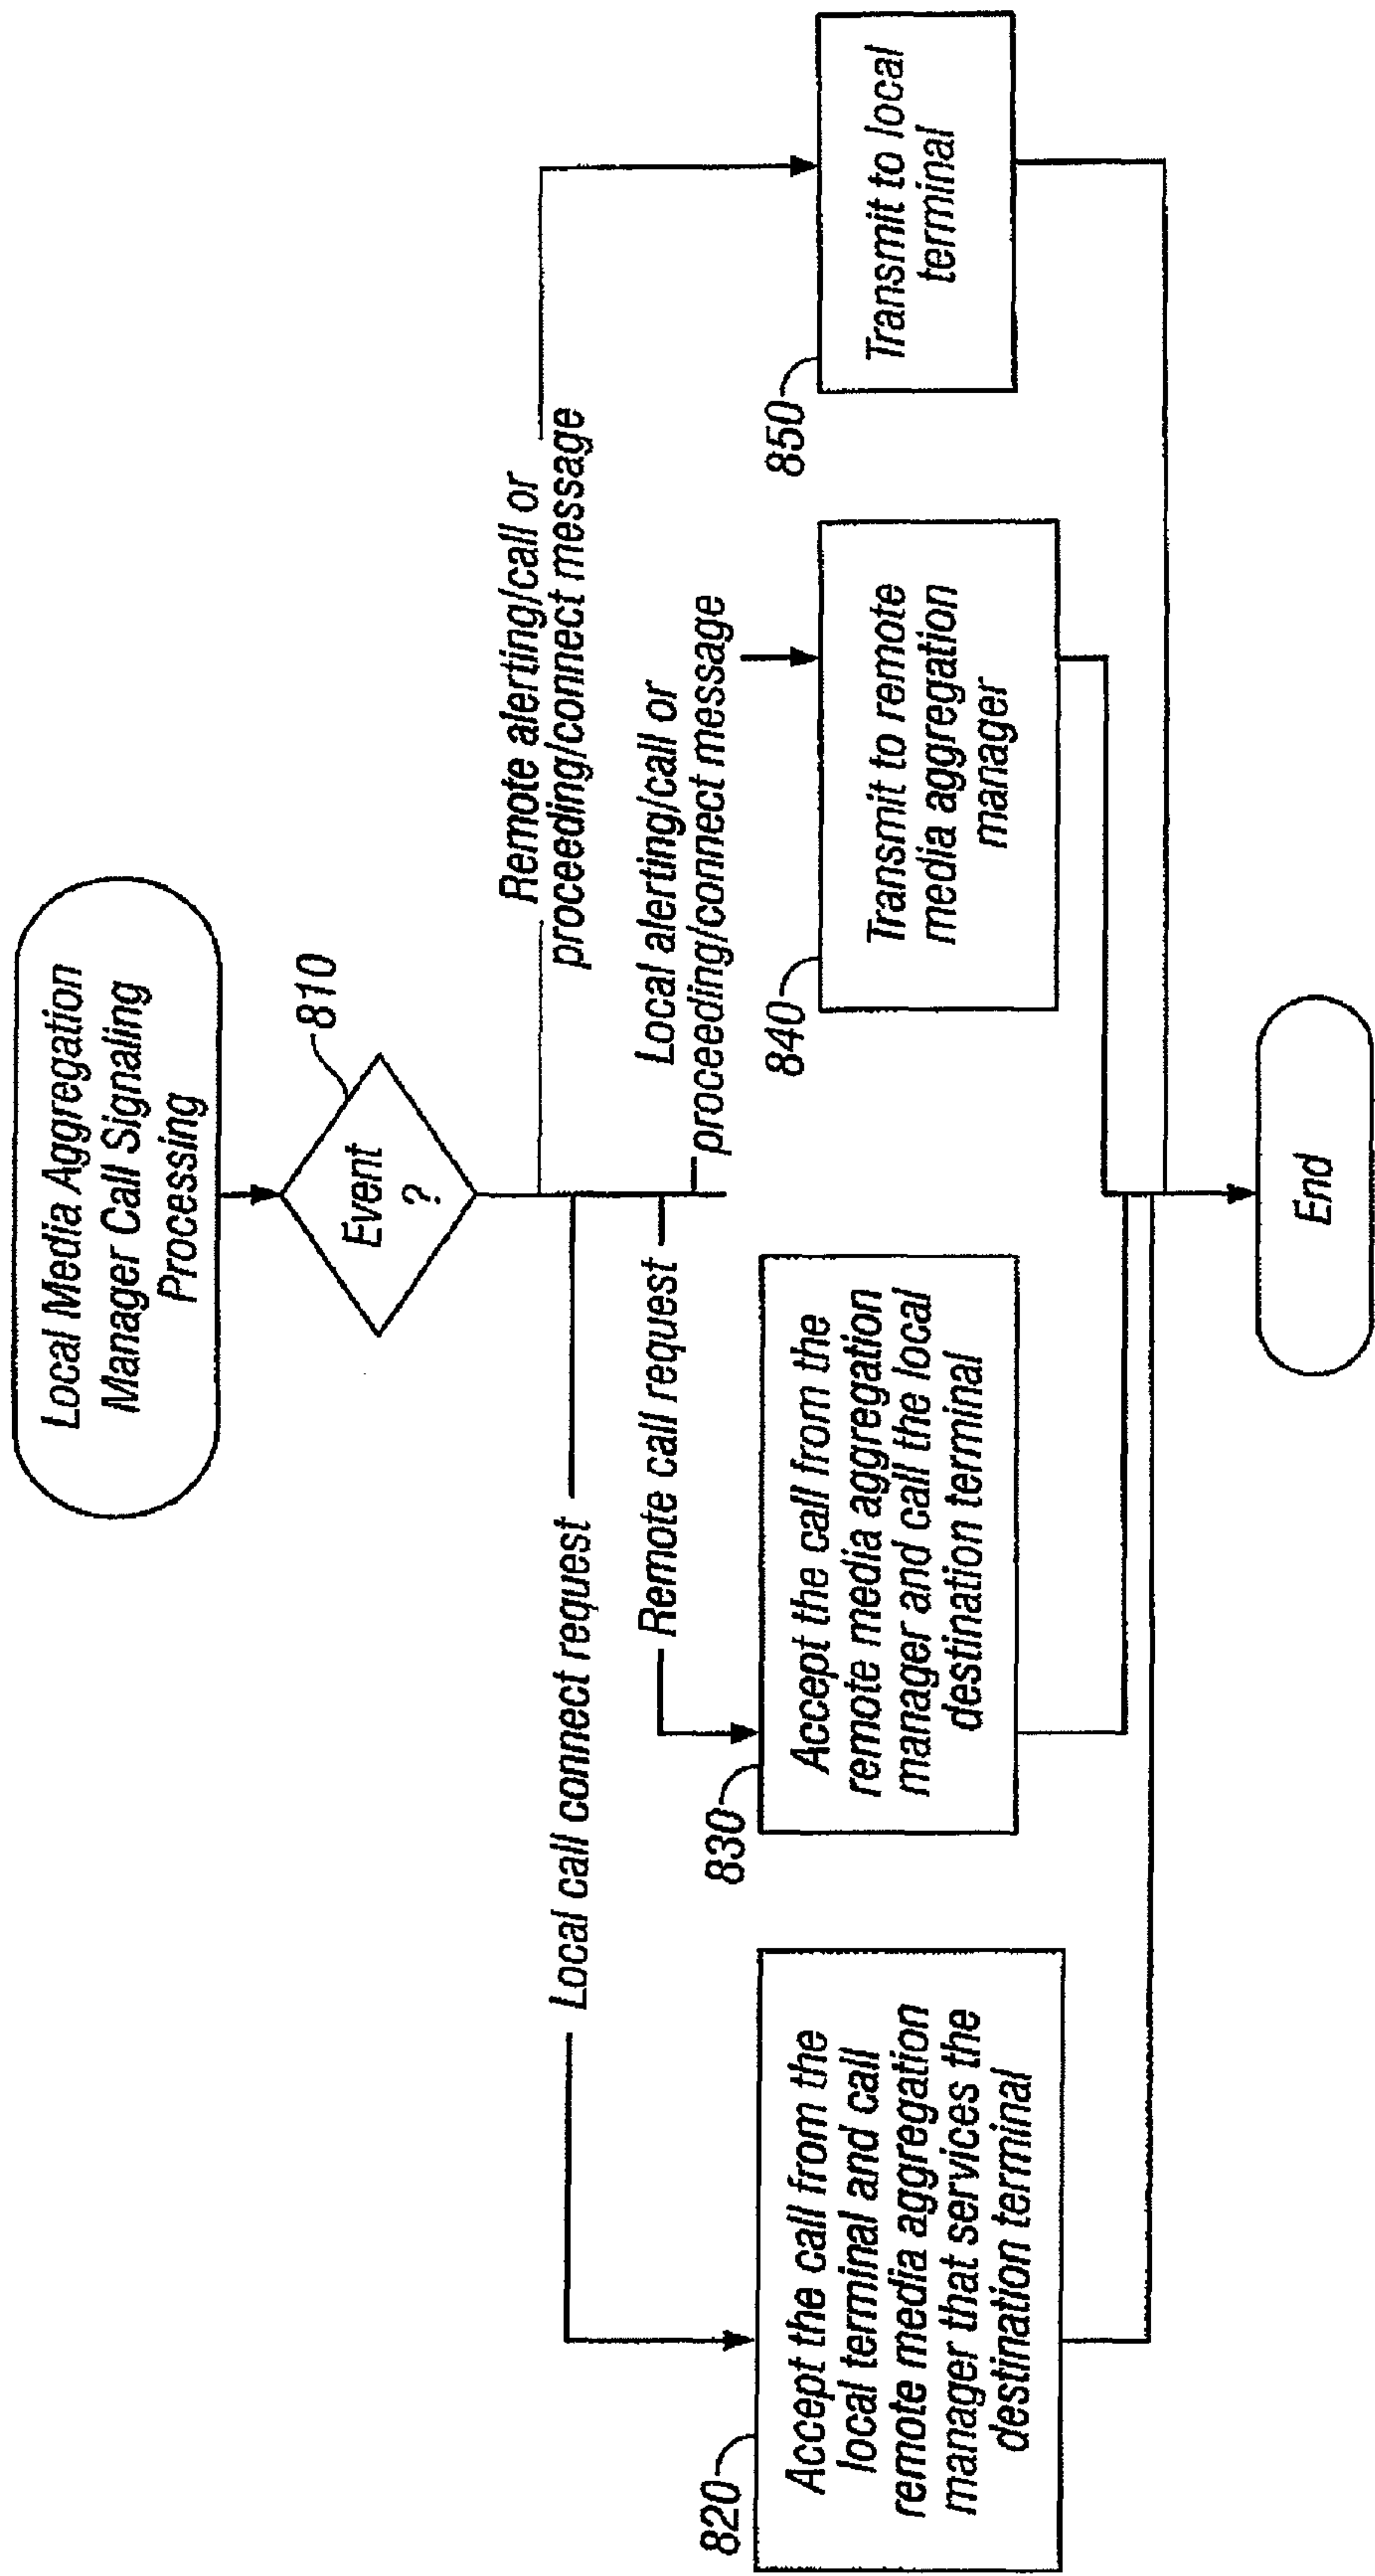 Local Media Aggregation
Manager Call Signaling
Processing
810
Event
?
Remote alerting/call or
proceeding/connect message
Local call connect request
Local alerting/call or
proceeding/connect message
Remote call request
820
Accept the call from the
local terminal and call
remote media aggregation
manager that services the
destination terminal
830
Accept the call from the
remote media aggregation
manager and call the local
destination terminal
840
Transmit to remote
media aggregation
manager
850
Transmit to local
terminal
End